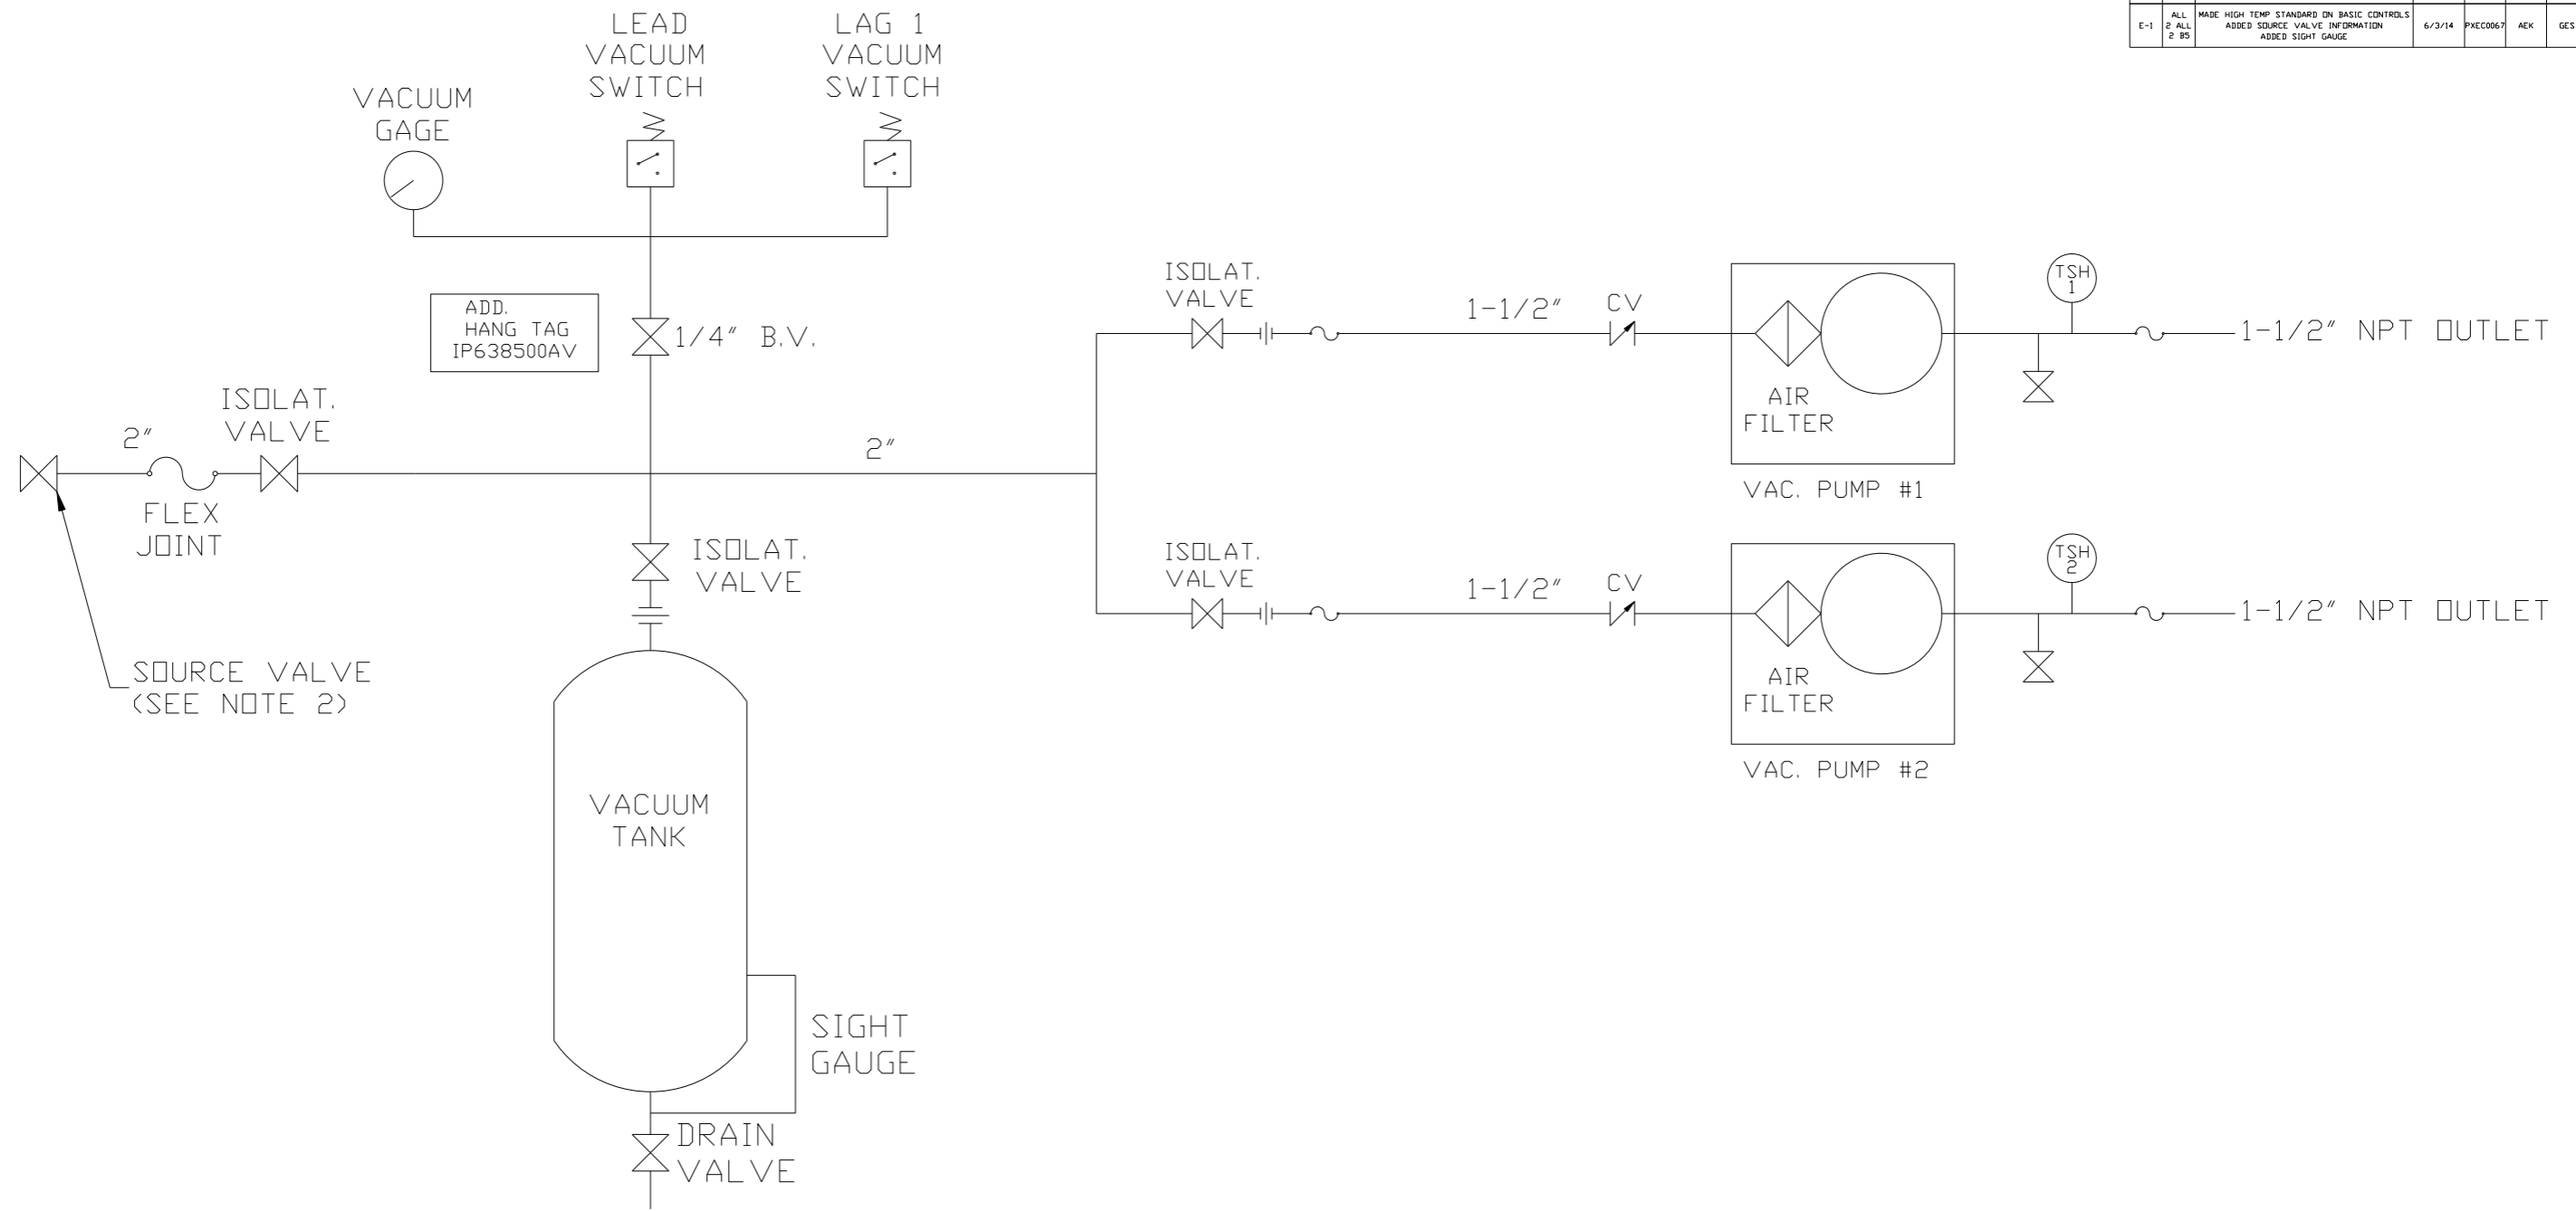 E-1
ALL
2 ALL
2 B5
MADE HIGH TEMP STANDARD ON BASIC CONTROLS
ADDED SOURCE VALVE INFORMATION
ADDED SIGHT GAUGE
6/3/14
PXEC0067
AEK
GES
LEAD
VACUUM
SWITCH
LAG 1
VACUUM
SWITCH
VACUUM
GAGE
ADD.
HANG TAG
IP638500AV
1/4" B.V.
ISOLAT.
VALVE
2"
FLEX
JOINT
2"
SOURCE VALVE
(SEE NOTE 2)
ISOLAT.
VALVE
VACUUM
TANK
SIGHT
GAUGE
DRAIN
VALVE
ISOLAT.
VALVE
1-1/2"
CV
AIR
FILTER
VAC. PUMP #1
TSH
1
1-1/2" NPT OUTLET
ISOLAT.
VALVE
1-1/2"
CV
AIR
FILTER
VAC. PUMP #2
TSH
2
1-1/2" NPT OUTLET